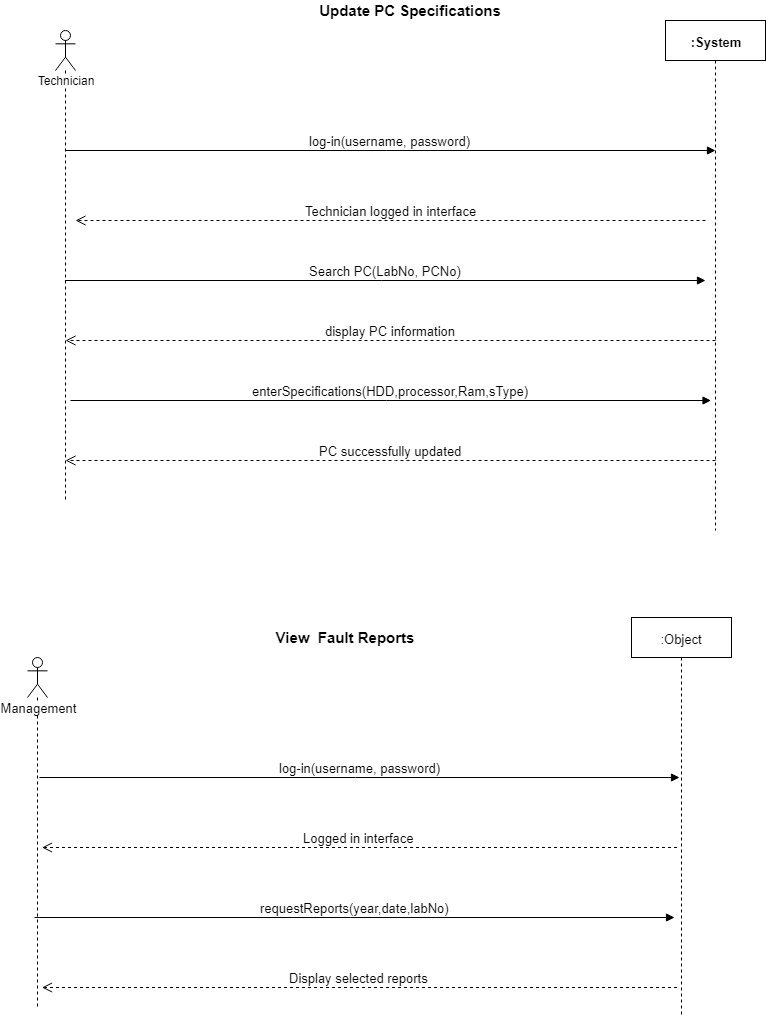 Update PC Specifications
:System
Technician
log-in(username, password)
Technician logged in interface
Search PC(LabNo, PCNo)
display PC information
enterSpecifications(HDD,processor,Ram,sType)
PC successfully updated
View  Fault Reports
:Object
Management
log-in(username, password)
Logged in interface
requestReports(year,date,labNo)
Display selected reports